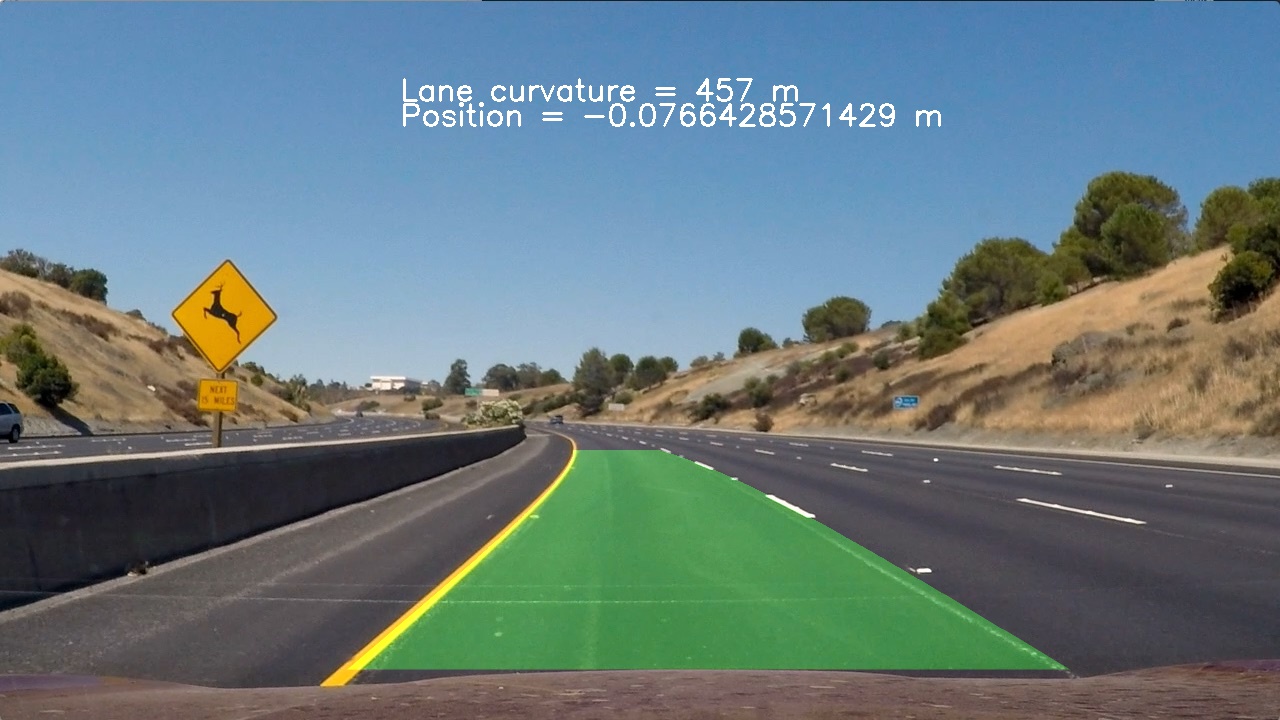 Lane curvature = 457 m
Position = -0.0766428571429 m
NEXT
15 MILES